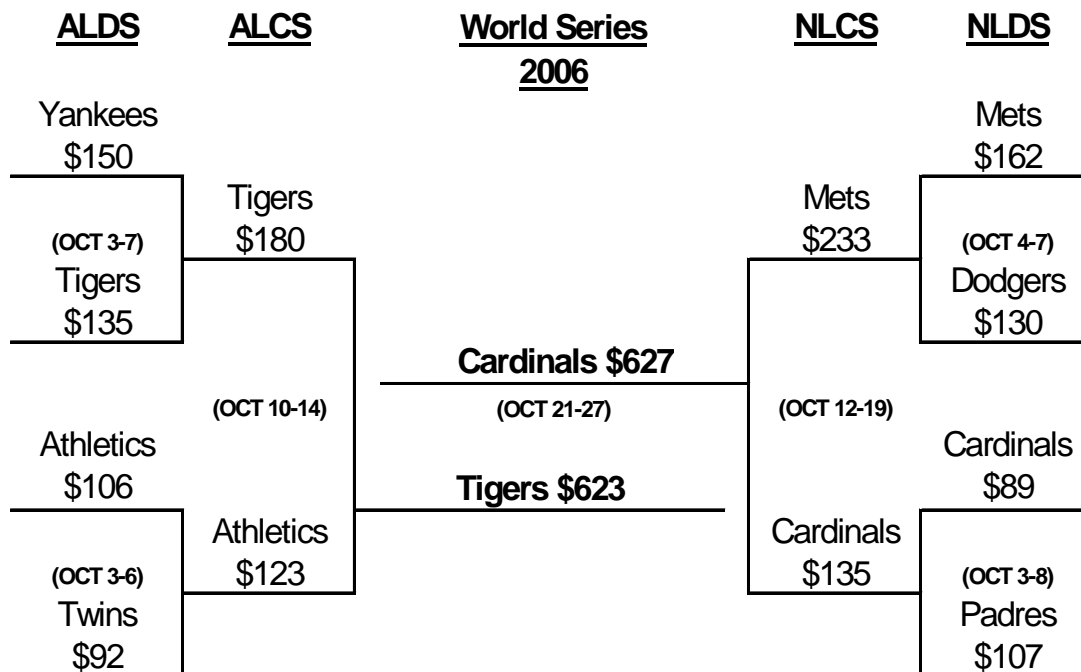 ALDS ALCS World Series NLCS NLDS
2006
Yankees Mets
$150 $162
Tigers Mets
(OCT 3-7) $180 $233 (OCT 4-7)
Tigers Dodgers
$135 $130
Cardinals $627
(OCT 10-14) (OCT 21-27) (OCT 12-19)
Athletics Cardinals
$106 Tigers $623 $89
Athletics Cardinals
(OCT 3-6) $123 $135 (OCT 3-8)
Twins Padres
$92 $107